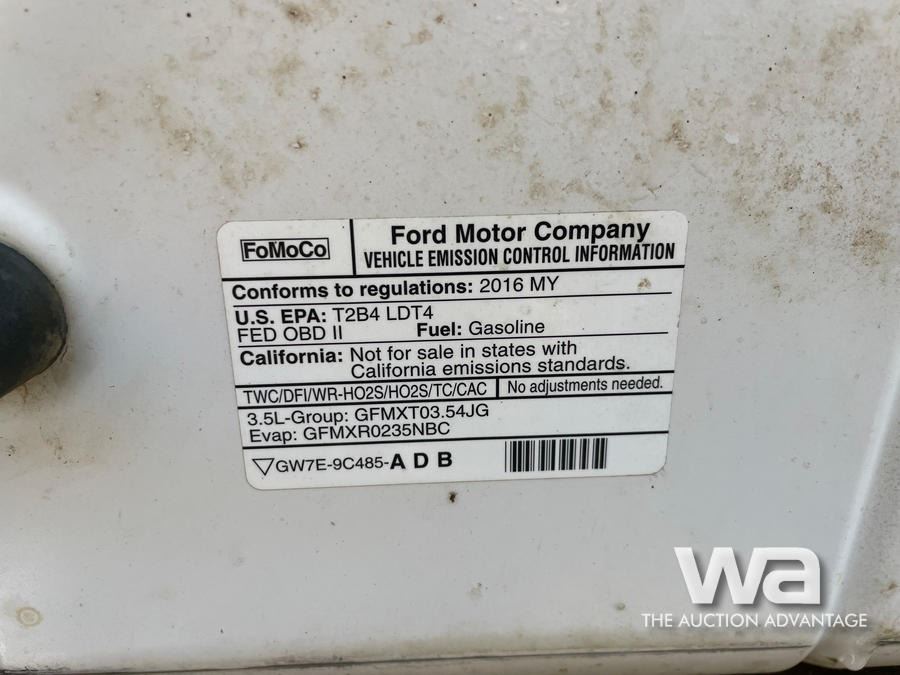 FoMoCo
Ford Motor Company
VEHICLE EMISSION CONTROL INFORMATION
Conforms to regulations: 2016 MY
U.S. EPA: T2B4 LDT4
FED OBD II Fuel: Gasoline
California: Not for sale in states with
California emissions standards.
TWC/DFI/WR-HO2S/HO2S/TC/CAC No adjustments needed.
3.5L-Group: GFMXT03.54JG
Evap: GFMXR0235NBC
GW7E-9C485-A D B
wa
THE AUCTION ADVANTAGE